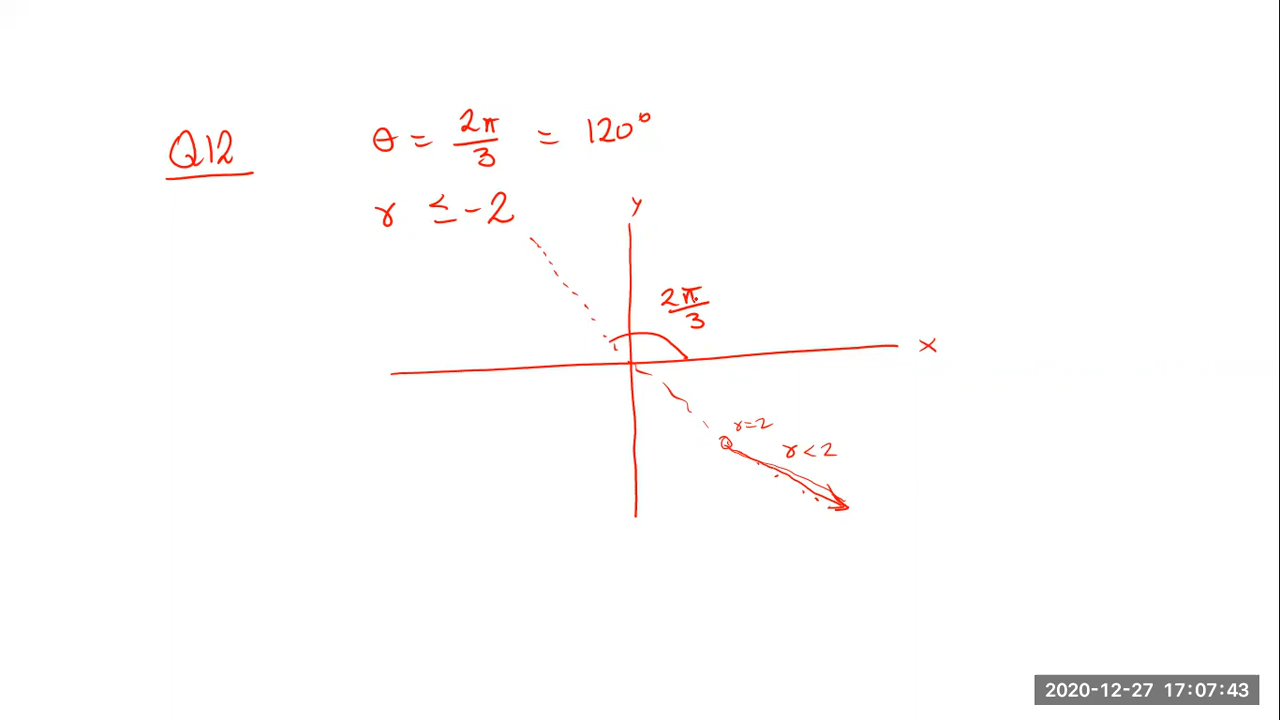 Q12
θ = 2π/3 = 120°
r ≤ -2
y
2π/3
x
r=2
r<2
2020-12-27 17:07:43